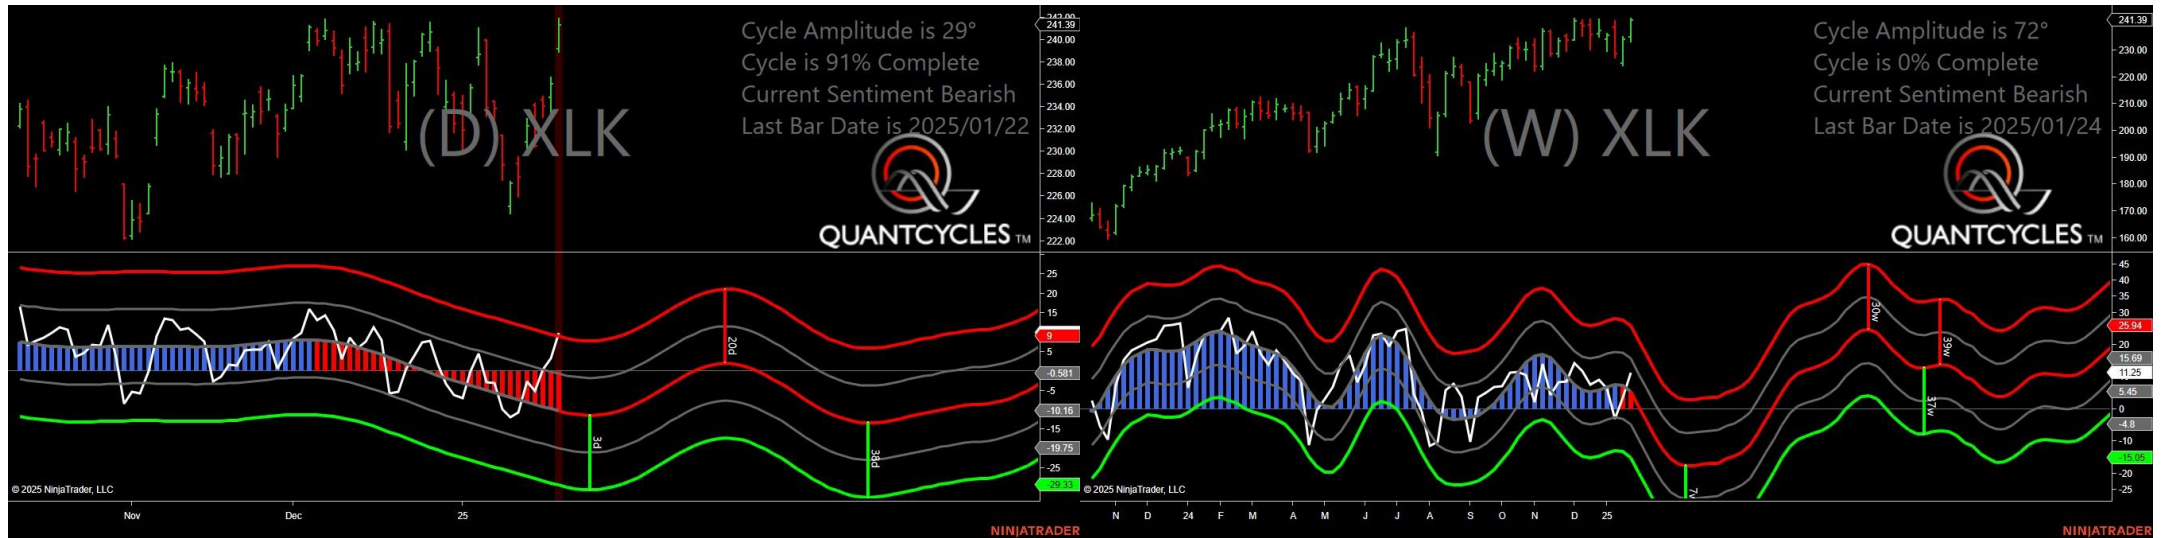 Cycle Amplitude is 29°
Cycle is 91% Complete
Current Sentiment Bearish
Last Bar Date is 2025/01/22
(D) XLK
QUANTCYCLES TM
242.00
241.39
240.00
238.00
236.00
234.00
232.00
230.00
228.00
226.00
224.00
222.00
25
20
15
9
5
-0.581
-5
-10.16
-15
-19.75
-25
-29.33
20d
3d
38d
© 2025 NinjaTrader, LLC
Nov
Dec
25
NINJATRADER
Cycle Amplitude is 72°
Cycle is 0% Complete
Current Sentiment Bearish
Last Bar Date is 2025/01/24
(W) XLK
QUANTCYCLES TM
241.39
230.00
220.00
210.00
200.00
190.00
180.00
170.00
160.00
45
40
35
30
25.94
20
15.69
11.25
5.45
0
-4.8
-10
-15.05
-20
-25
30w
39w
37w
© 2025 NinjaTrader, LLC
N D 24 F M A M J J A S O N D 25
NINJATRADER